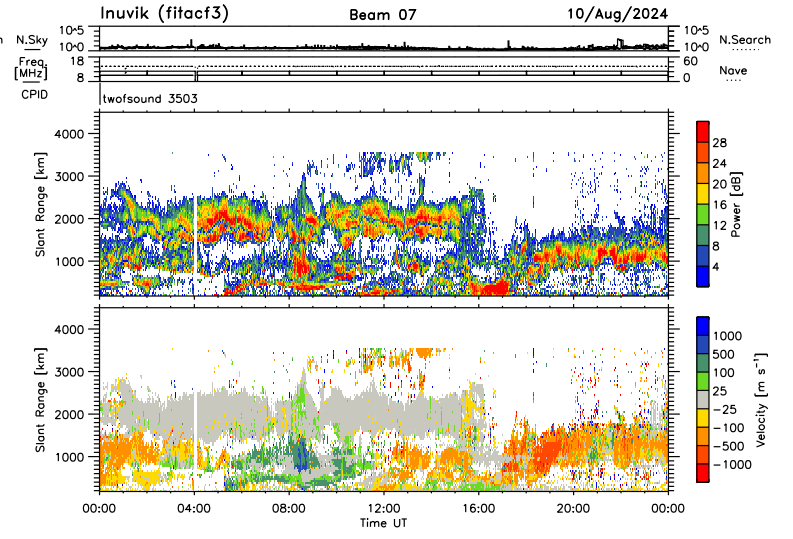 Inuvik (fitacf3) Beam 07 10/Aug/2024
N.Sky 10^5 10^5 N.Search
10^0 10^0
Freq. 18 60 Nave
[MHz] 8 0
CPID twofsound 3503
Slant Range [km]
4000
3000
2000
1000
28
24
20
16
12
8
4
Power [dB]
Slant Range [km]
4000
3000
2000
1000
1000
500
100
25
-25
-100
-500
-1000
Velocity [m s⁻¹]
00:00 04:00 08:00 12:00 16:00 20:00 00:00
Time UT